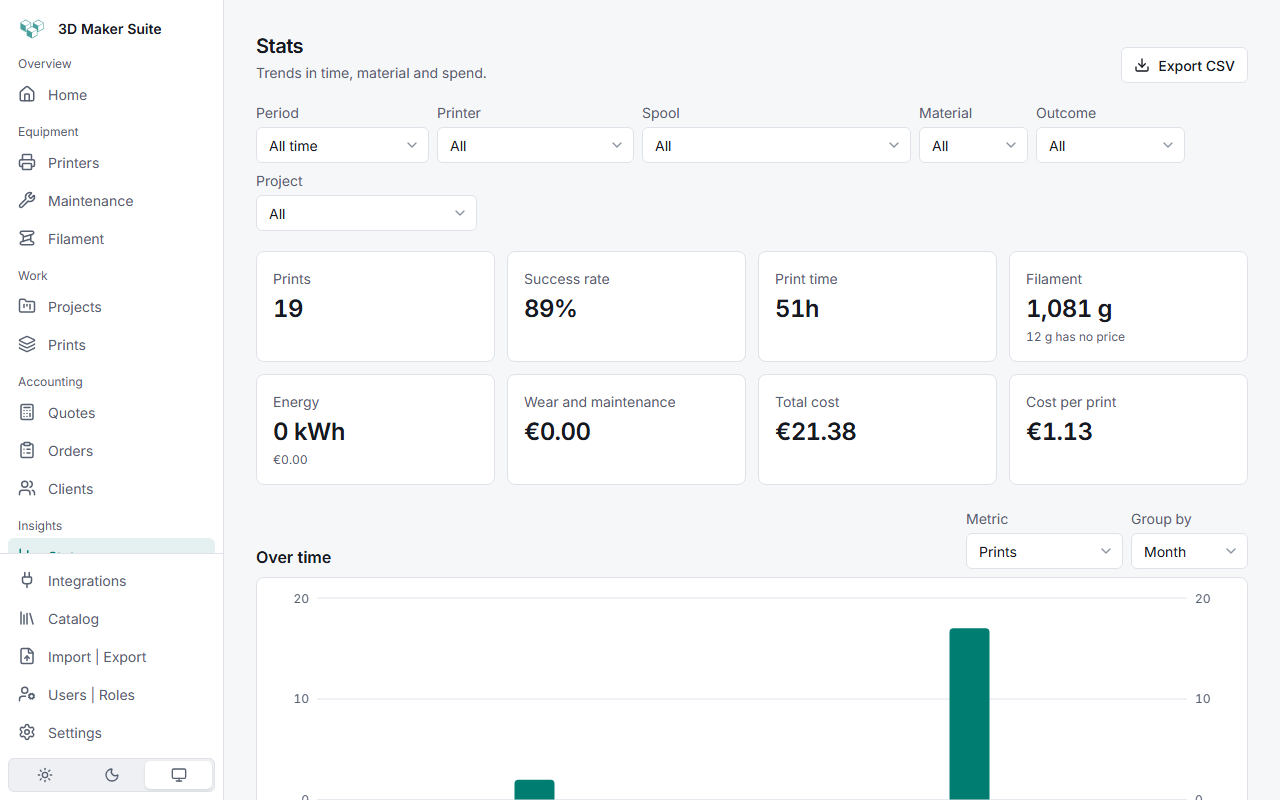 3D Maker Suite
Overview
Home
Equipment
Printers
Maintenance
Filament
Work
Projects
Prints
Accounting
Quotes
Orders
Clients
Insights
Integrations
Catalog
Import | Export
Users | Roles
Settings
Stats
Trends in time, material and spend.
Export CSV
Period Printer Spool Material Outcome
All time All All All All
Project
All
Prints
19
Success rate
89%
Print time
51h
Filament
1,081 g
12 g has no price
Energy
0 kWh
€0.00
Wear and maintenance
€0.00
Total cost
€21.38
Cost per print
€1.13
Over time
Metric Group by
Prints Month
20 20
10 10
0 0